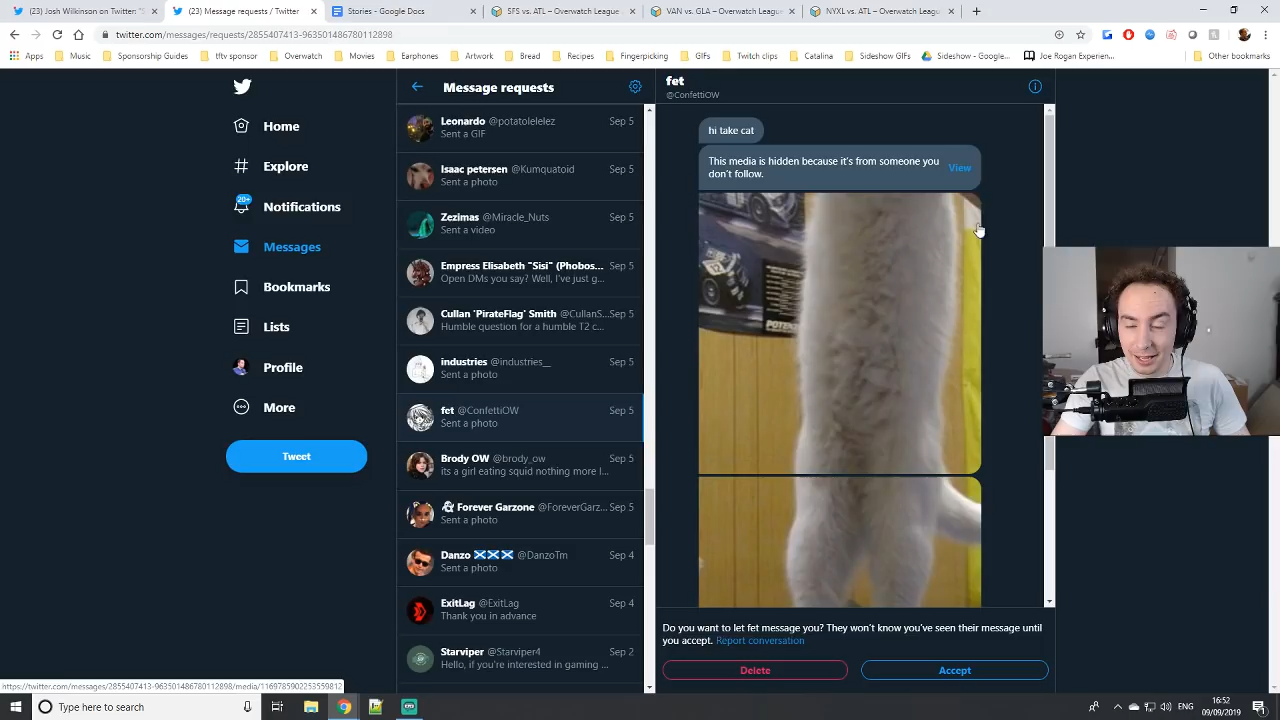 (23) Josh Wilkinson on Twitter: "S
(23) Message requests / Twitter
Stories - Google Docs
SFS vs. ATL – Overwatch League
VAN vs. GLA – Overwatch League
NYXL vs. ATL – Overwatch League
twitter.com/messages/requests/2855407413-963501486780112898
Apps
Music
tftv sponsor
Overwatch
Movies
Earphones
Artwork
Bread
Recipes
Fingerpicking
GIFs
Twitch clips
Catalina
Sideshow GIFs
Sideshow - Google...
Joe Rogan Experien...
Other bookmarks
Home
Explore
20+
Notifications
Messages
Bookmarks
Lists
Profile
More
Tweet
Message requests
Leonardo @potatolelelez
Sent a GIF
Sep 5
Isaac petersen @Kumquatoid
Sent a photo
Sep 5
Zezimas @Miracle_Nuts
Sent a video
Sep 5
Empress Elisabeth "Sisi" (Phobos...
Open DMs you say? Well, I've just g...
Sep 5
Cullan 'PirateFlag' Smith @CullanS...
Humble question for a humble T2 c...
Sep 5
industries @industries__
Sent a photo
Sep 5
fet @ConfettiOW
Sent a photo
Sep 5
Brody OW @brody_ow
its a girl eating squid nothing more l...
Sep 5
Forever Garzone @ForeverGarz...
Sent a photo
Sep 5
Danzo 🏴󠁧󠁢󠁳󠁣󠁴󠁿🏴󠁧󠁢󠁳󠁣󠁴󠁿🏴󠁧󠁢󠁳󠁣󠁴󠁿 @DanzoTm
Sent a photo
Sep 4
ExitLag @ExitLag
Thank you in advance
Sep 4
Starviper @Starviper4
Hello, if you're interested in gaming ...
Sep 2
fet
@ConfettiOW
hi take cat
This media is hidden because it's from someone you
don't follow.
View
Do you want to let fet message you? They won't know you've seen their message until
you accept. Report conversation
Delete
Accept
https://twitter.com/messages/2855407413-963501486780112898/media/1169785902253559812
Type here to search
ENG
16:52
09/09/2019